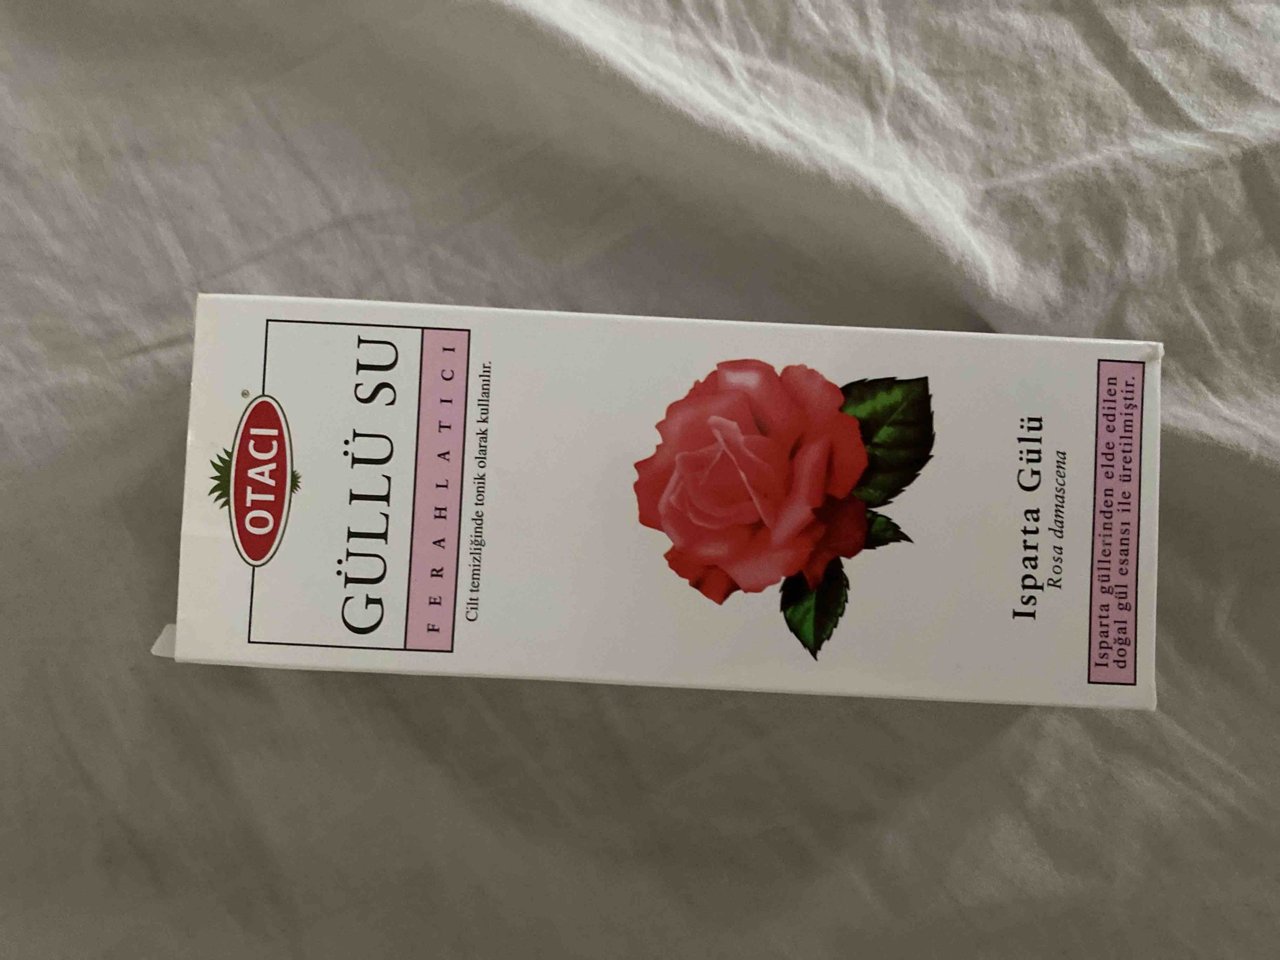 OTACI
®
GÜLLÜ SU
FERAHLATICI
Cilt temizliğinde tonik olarak kullanılır.
Isparta Gülü
Rosa damascena
Isparta güllerinden elde edilen
doğal gül esansı ile üretilmiştir.